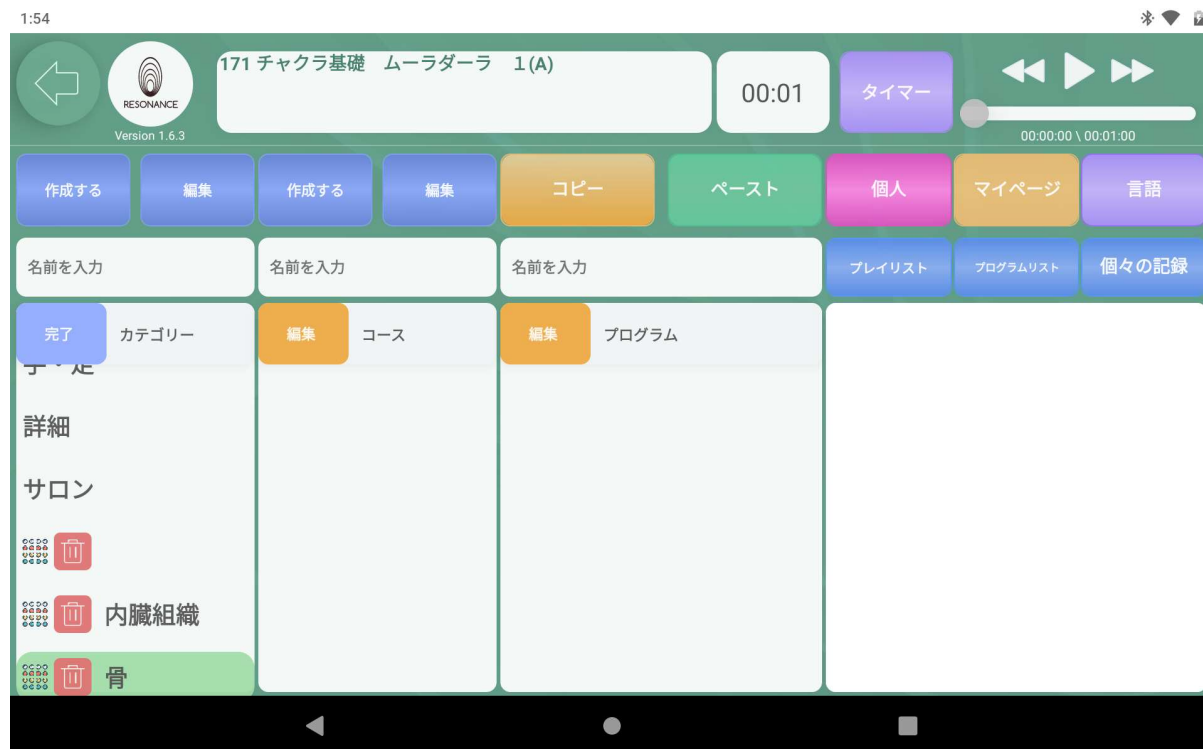 1:54
RESONANCE
Version 1.6.3
171 チャクラ基礎　ムーラダーラ　１(A)
00:01
タイマー
00:00:00 \ 00:01:00
作成する
編集
作成する
編集
コピー
ペースト
個人
マイページ
言語
名前を入力
名前を入力
名前を入力
プレイリスト
プログラムリスト
個々の記録
完了
カテゴリー
編集
コース
編集
プログラム
詳細
サロン
内臓組織
骨